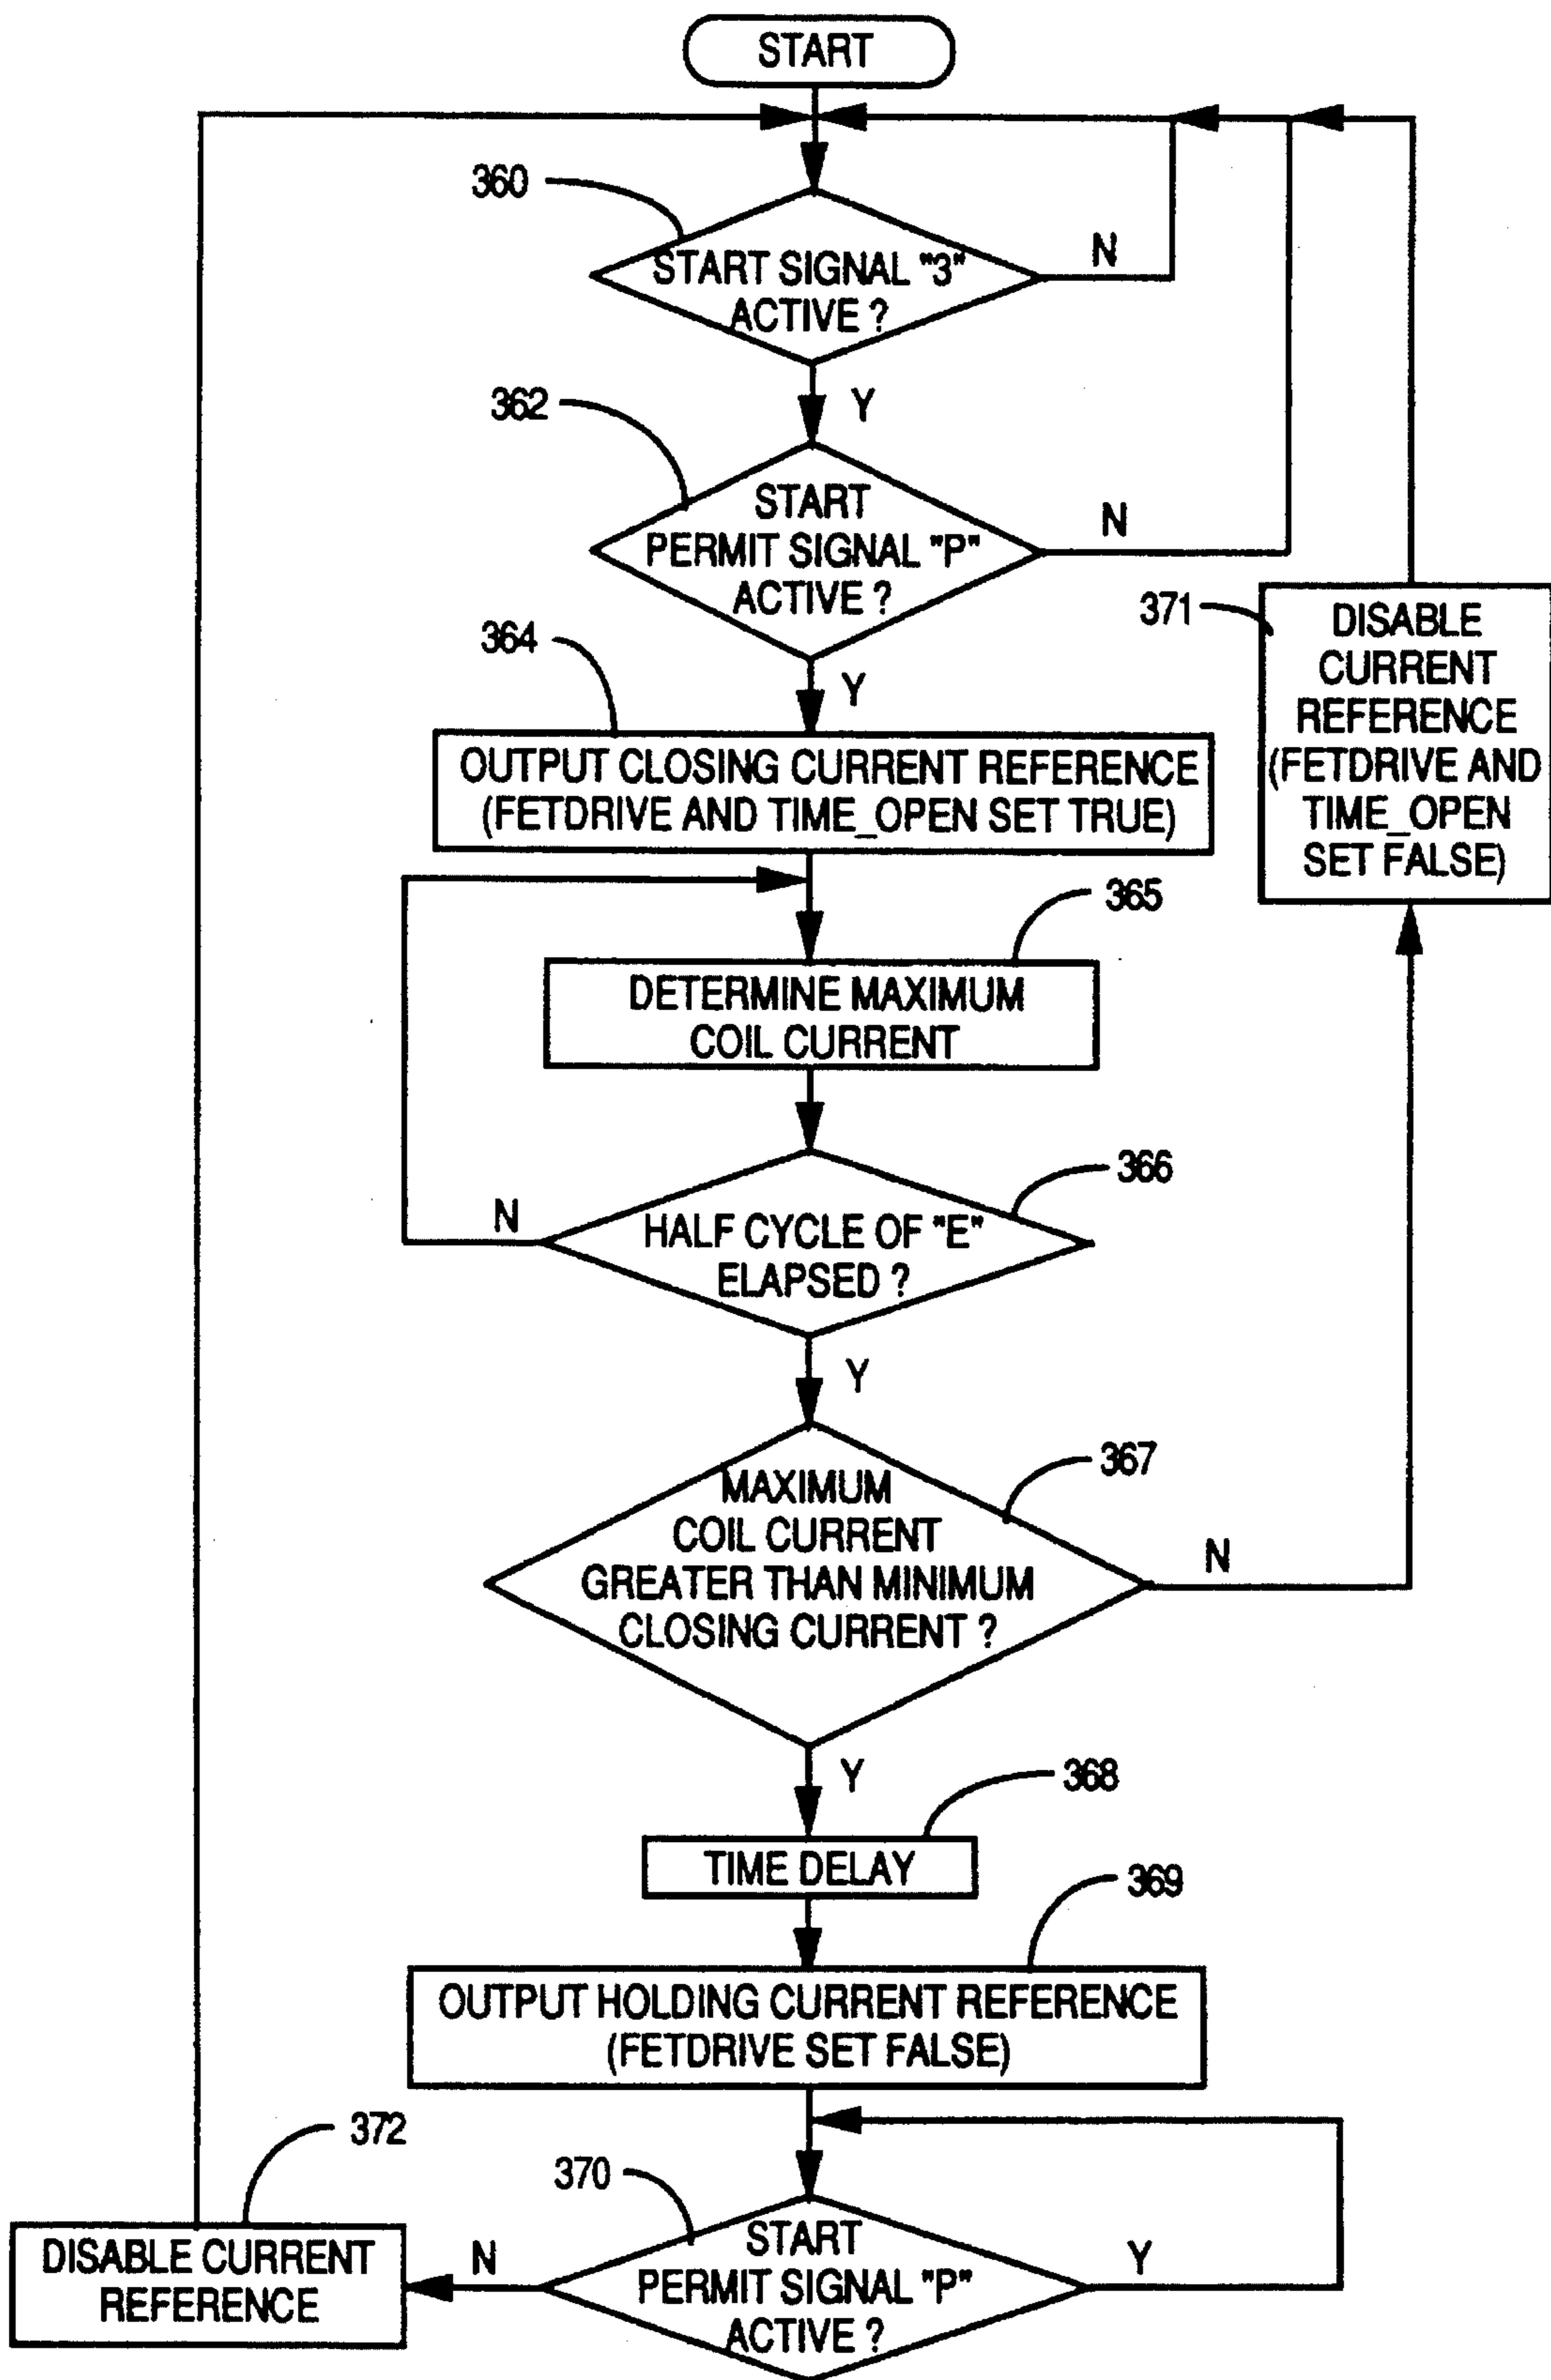 START
360
START SIGNAL "3"
ACTIVE ?
N
Y
362
START
PERMIT SIGNAL "P"
ACTIVE ?
N
Y
364
OUTPUT CLOSING CURRENT REFERENCE
(FETDRIVE AND TIME_OPEN SET TRUE)
371
DISABLE
CURRENT
REFERENCE
(FETDRIVE AND
TIME_OPEN
SET FALSE)
365
DETERMINE MAXIMUM
COIL CURRENT
366
N
HALF CYCLE OF "E"
ELAPSED ?
Y
367
MAXIMUM
COIL CURRENT
GREATER THAN MINIMUM
CLOSING CURRENT ?
N
Y
368
TIME DELAY
369
OUTPUT HOLDING CURRENT REFERENCE
(FETDRIVE SET FALSE)
372
370
DISABLE CURRENT
REFERENCE
N
START
PERMIT SIGNAL "P"
ACTIVE ?
Y